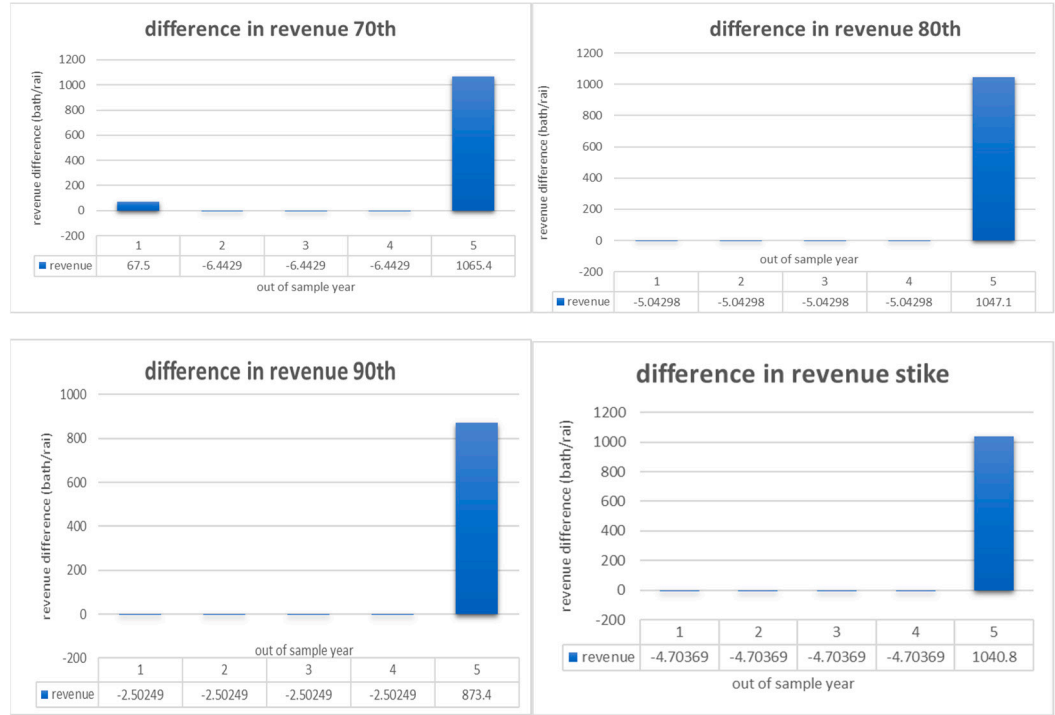 difference in revenue 70th
revenue difference (bath/rai)
1200
1000
800
600
400
200
0
-200
1 2 3 4 5
revenue 67.5 -6.4429 -6.4429 -6.4429 1065.4
out of sample year
difference in revenue 80th
revenue difference (bath/rai)
1200
1000
800
600
400
200
0
-200
out of sample year
1 2 3 4 5
revenue -5.04298 -5.04298 -5.04298 -5.04298 1047.1
difference in revenue 90th
revenue difference (bath/rai)
1000
800
600
400
200
0
-200
out of sample year
1 2 3 4 5
revenue -2.50249 -2.50249 -2.50249 -2.50249 873.4
difference in revenue stike
revenue difference (bath/rai)
1200
1000
800
600
400
200
0
-200
1 2 3 4 5
revenue -4.70369 -4.70369 -4.70369 -4.70369 1040.8
out of sample year